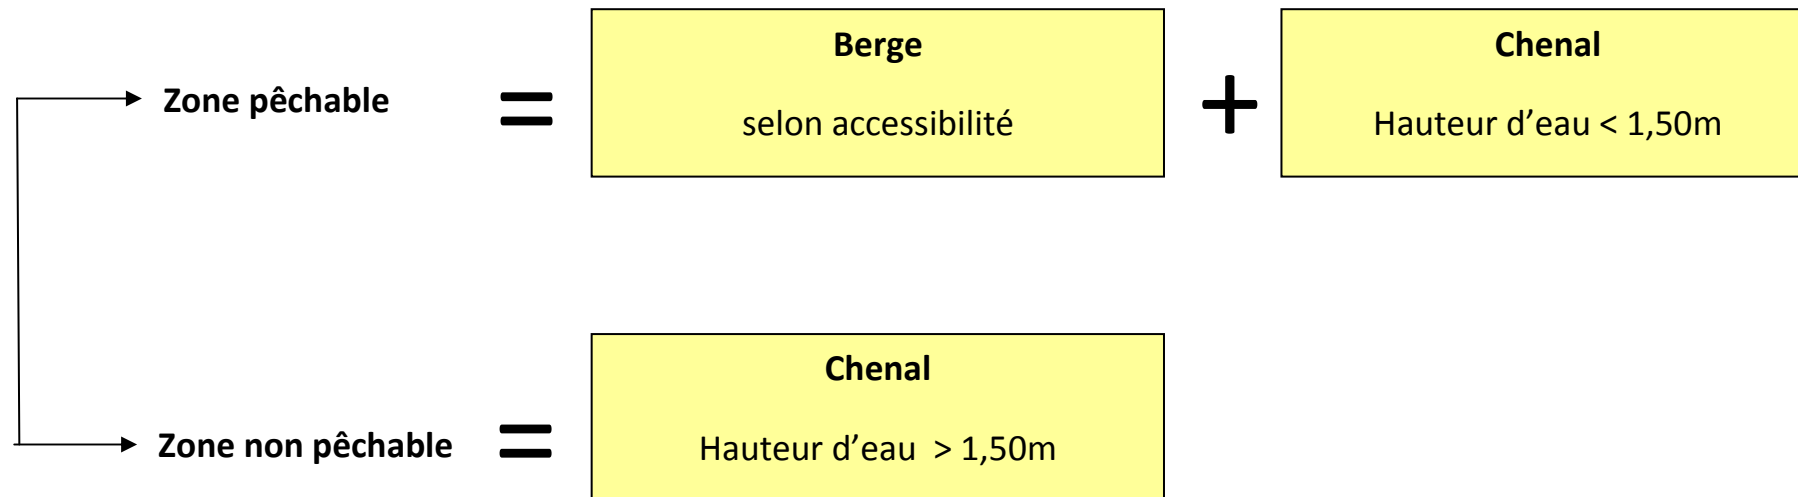 Zone pêchable
=
Berge
selon accessibilité
+
Chenal
Hauteur d’eau < 1,50m
Zone non pêchable
=
Chenal
Hauteur d’eau  > 1,50m